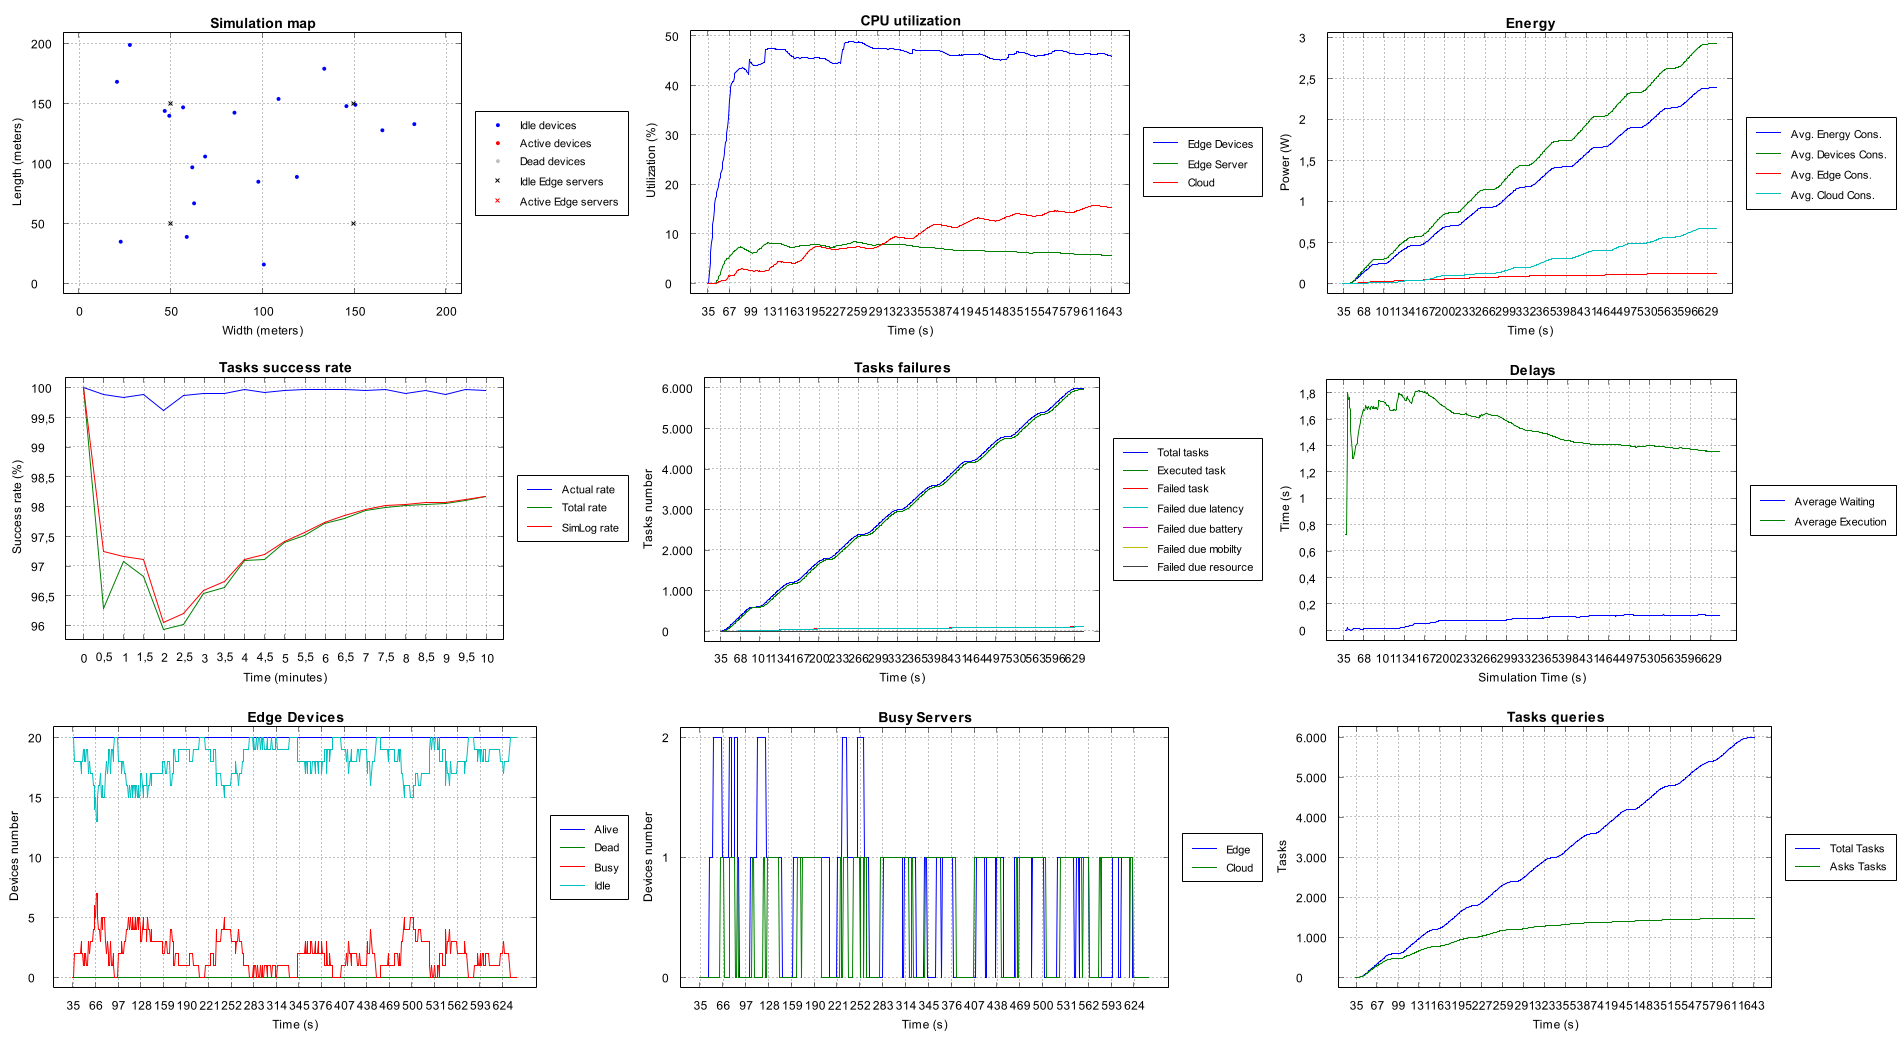 Simulation map
200
150
100
50
0
Length (meters)
0 50 100 150 200
Width (meters)
Idle devices
Active devices
Dead devices
Idle Edge servers
Active Edge servers
CPU utilization
50
40
30
20
10
0
Utilization (%)
35 67 99 131 163 195 227 259 291 323 355 387 419 451 483 515 547 579 611 643
Time (s)
Edge Devices
Edge Server
Cloud
Energy
3
2,5
2
1,5
1
0,5
0
Power (W)
35 68 101 134 167 200 233 266 299 332 365 398 431 464 497 530 563 596 629
Time (s)
Avg. Energy Cons.
Avg. Devices Cons.
Avg. Edge Cons.
Avg. Cloud Cons.
Tasks success rate
100
99,5
99
98,5
98
97,5
97
96,5
96
Success rate (%)
0 0,5 1 1,5 2 2,5 3 3,5 4 4,5 5 5,5 6 6,5 7 7,5 8 8,5 9 9,5 10
Time (minutes)
Actual rate
Total rate
SimLog rate
Tasks failures
6.000
5.000
4.000
3.000
2.000
1.000
0
Tasks number
35 68 101 134 167 200 233 266 299 332 365 398 431 464 497 530 563 596 629
Time (s)
Total tasks
Executed task
Failed task
Failed due latency
Failed due battery
Failed due mobilty
Failed due resource
Delays
1,8
1,6
1,4
1,2
1
0,8
0,6
0,4
0,2
0
Time (s)
35 68 101 134 167 200 233 266 299 332 365 398 431 464 497 530 563 596 629
Simulation Time (s)
Average Waiting
Average Execution
Edge Devices
20
15
10
5
0
Devices number
35 66 97 128 159 190 221 252 283 314 345 376 407 438 469 500 531 562 593 624
Time (s)
Alive
Dead
Busy
Idle
Busy Servers
2
1
0
Devices number
35 66 97 128 159 190 221 252 283 314 345 376 407 438 469 500 531 562 593 624
Time (s)
Edge
Cloud
Tasks queries
6.000
5.000
4.000
3.000
2.000
1.000
0
Tasks
35 67 99 131 163 195 227 259 291 323 355 387 419 451 483 515 547 579 611 643
Time (s)
Total Tasks
Asks Tasks